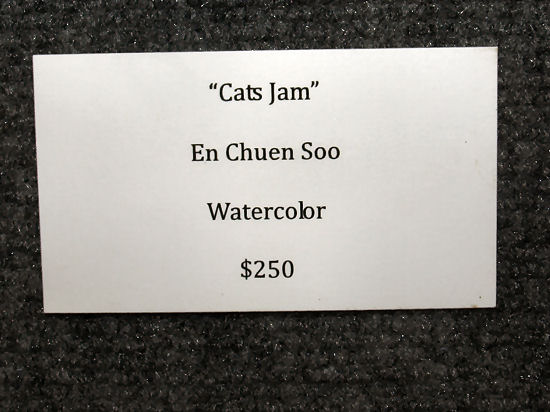 “Cats Jam”
En Chuen Soo
Watercolor
$250